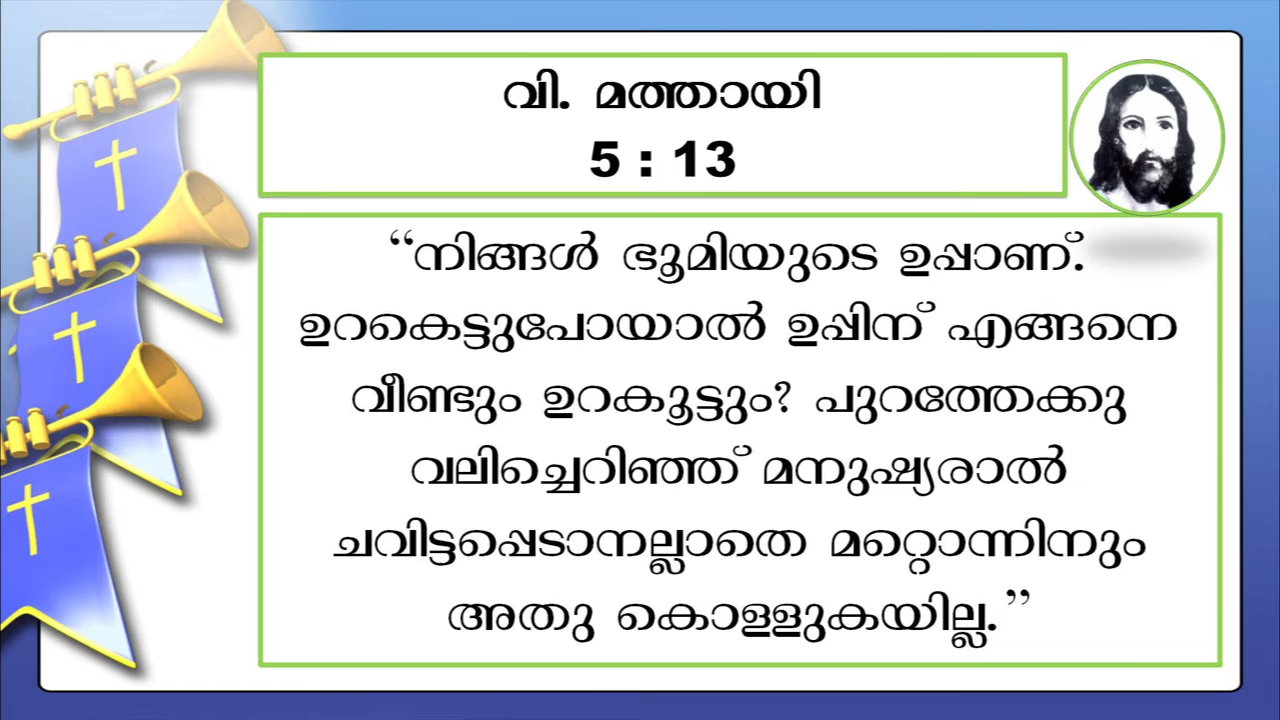 വി. മത്തായി
5 : 13
“നിങ്ങൾ ഭൂമിയുടെ ഉപ്പാണ്.
ഉറകെട്ടുപോയാൽ ഉപ്പിന് എങ്ങനെ
വീണ്ടും ഉറകൂട്ടും? പുറത്തേക്കു
വലിച്ചെറിഞ്ഞ് മനുഷ്യരാൽ
ചവിട്ടപ്പെടാനല്ലാതെ മറ്റൊന്നിനും
അതു കൊള്ളുകയില്ല.”